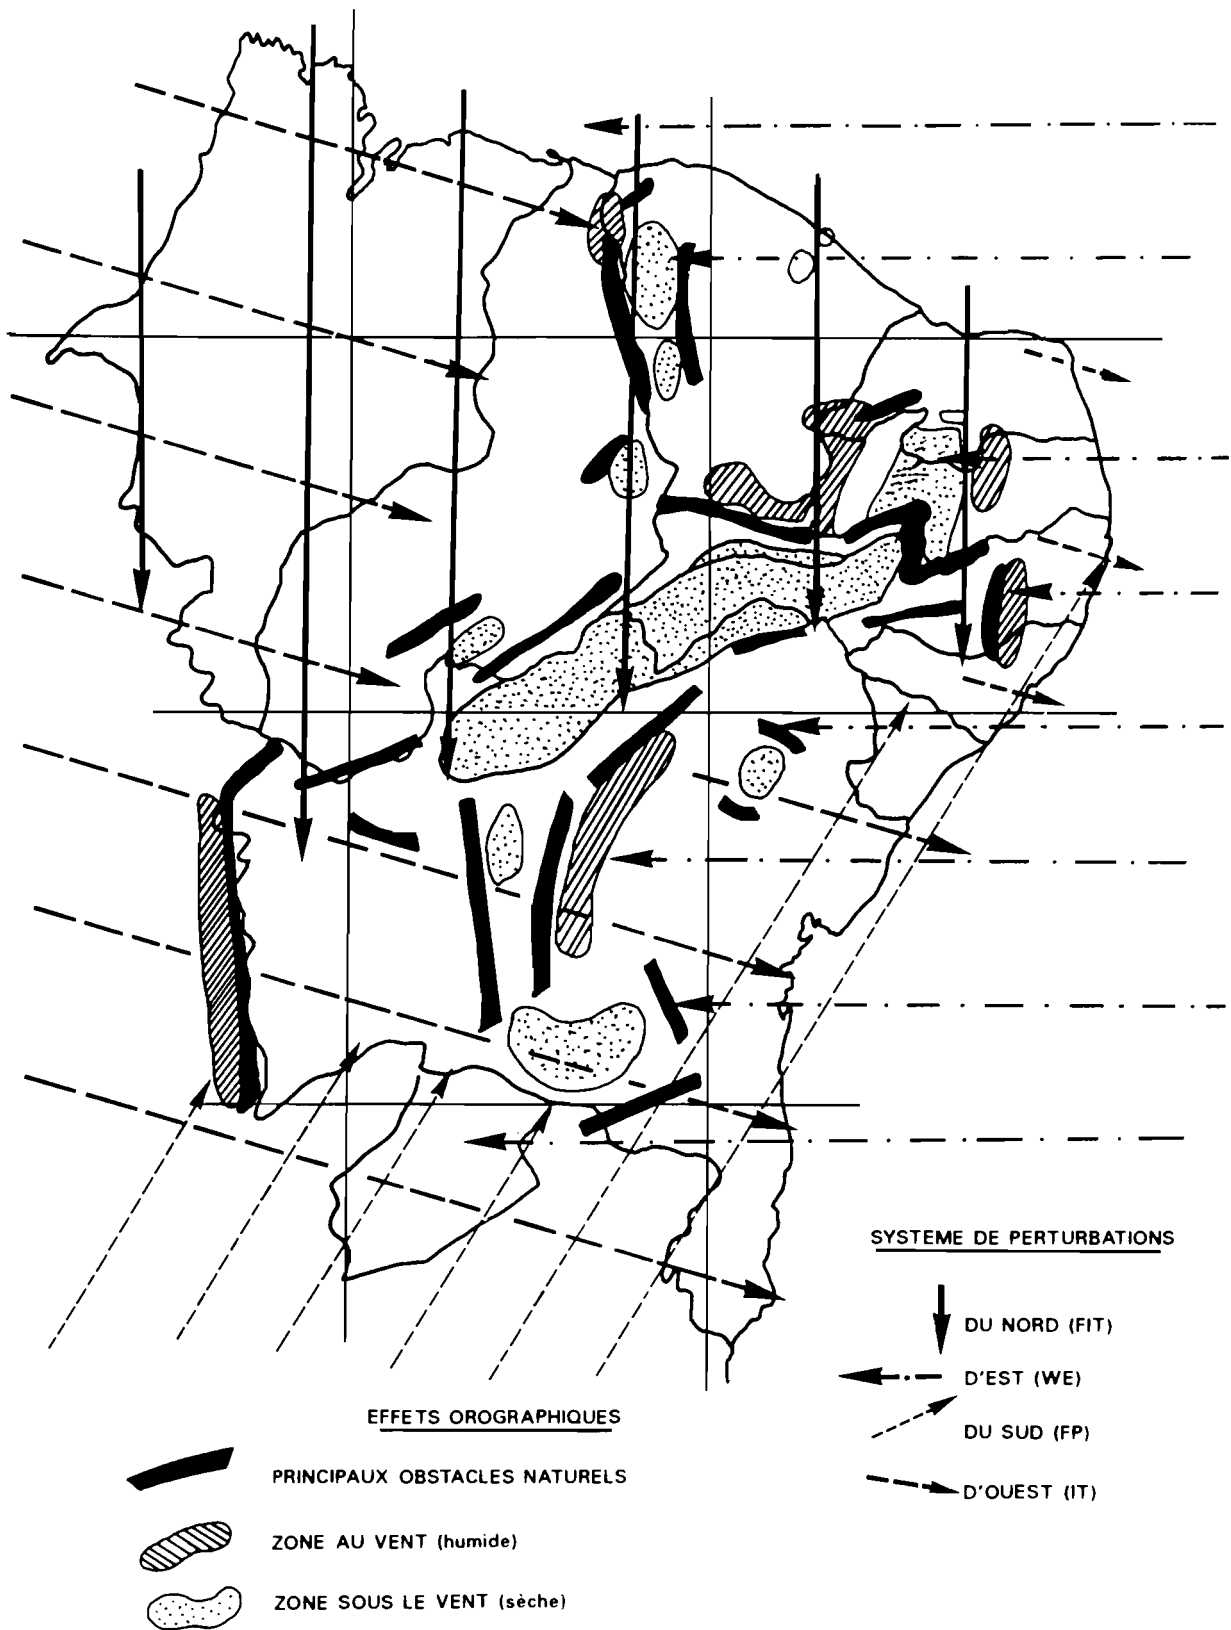 SYSTEME DE PERTURBATIONS
DU NORD (FIT)
D'EST (WE)
DU SUD (FP)
D'OUEST (IT)
EFFETS OROGRAPHIQUES
PRINCIPAUX OBSTACLES NATURELS
ZONE AU VENT (humide)
ZONE SOUS LE VENT (sèche)